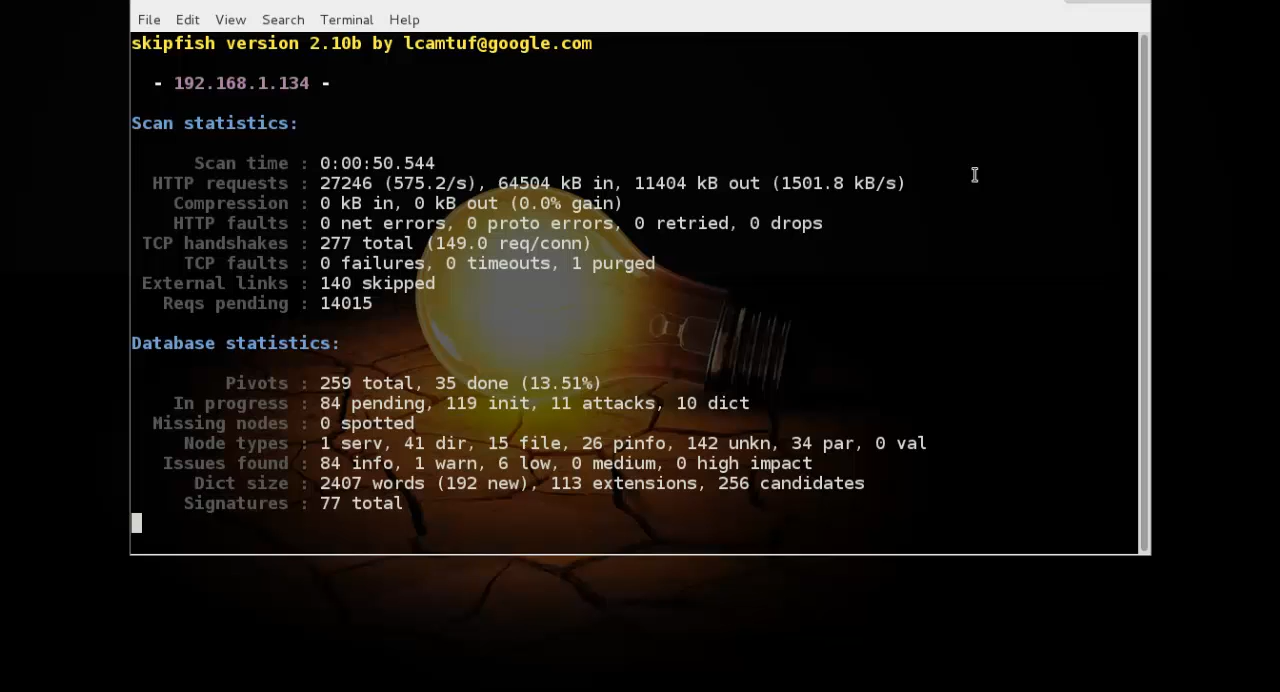 File Edit View Search Terminal Help
skipfish version 2.10b by lcamtuf@google.com
- 192.168.1.134 -
Scan statistics:
Scan time : 0:00:50.544
HTTP requests : 27246 (575.2/s), 64504 kB in, 11404 kB out (1501.8 kB/s)
Compression : 0 kB in, 0 kB out (0.0% gain)
HTTP faults : 0 net errors, 0 proto errors, 0 retried, 0 drops
TCP handshakes : 277 total (149.0 req/conn)
TCP faults : 0 failures, 0 timeouts, 1 purged
External links : 140 skipped
Reqs pending : 14015
Database statistics:
Pivots : 259 total, 35 done (13.51%)
In progress : 84 pending, 119 init, 11 attacks, 10 dict
Missing nodes : 0 spotted
Node types : 1 serv, 41 dir, 15 file, 26 pinfo, 142 unkn, 34 par, 0 val
Issues found : 84 info, 1 warn, 6 low, 0 medium, 0 high impact
Dict size : 2407 words (192 new), 113 extensions, 256 candidates
Signatures : 77 total